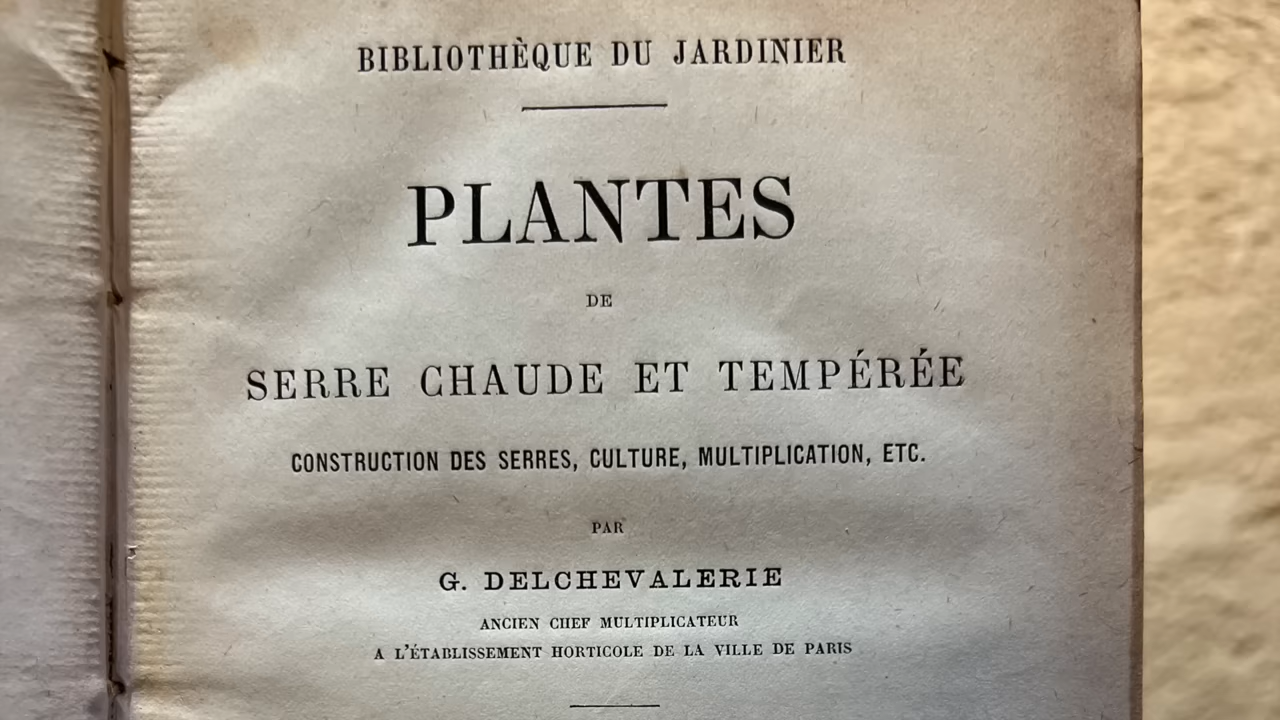 BIBLIOTHÈQUE DU JARDINIER
PLANTES
DE
SERRE CHAUDE ET TEMPÉRÉE
CONSTRUCTION DES SERRES, CULTURE, MULTIPLICATION, ETC.
PAR
G. DELCHEVALERIE
ANCIEN CHEF MULTIPLICATEUR
A L'ÉTABLISSEMENT HORTICOLE DE LA VILLE DE PARIS